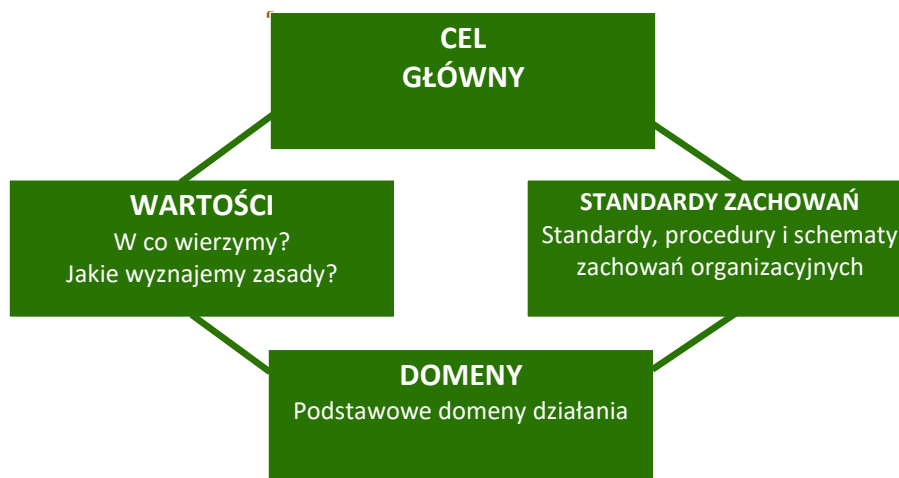 CEL
GŁÓWNY
WARTOŚCI
W co wierzymy?
Jakie wyznajemy zasady?
STANDARDY ZACHOWAŃ
Standardy, procedury i schematy
zachowań organizacyjnych
DOMENY
Podstawowe domeny działania